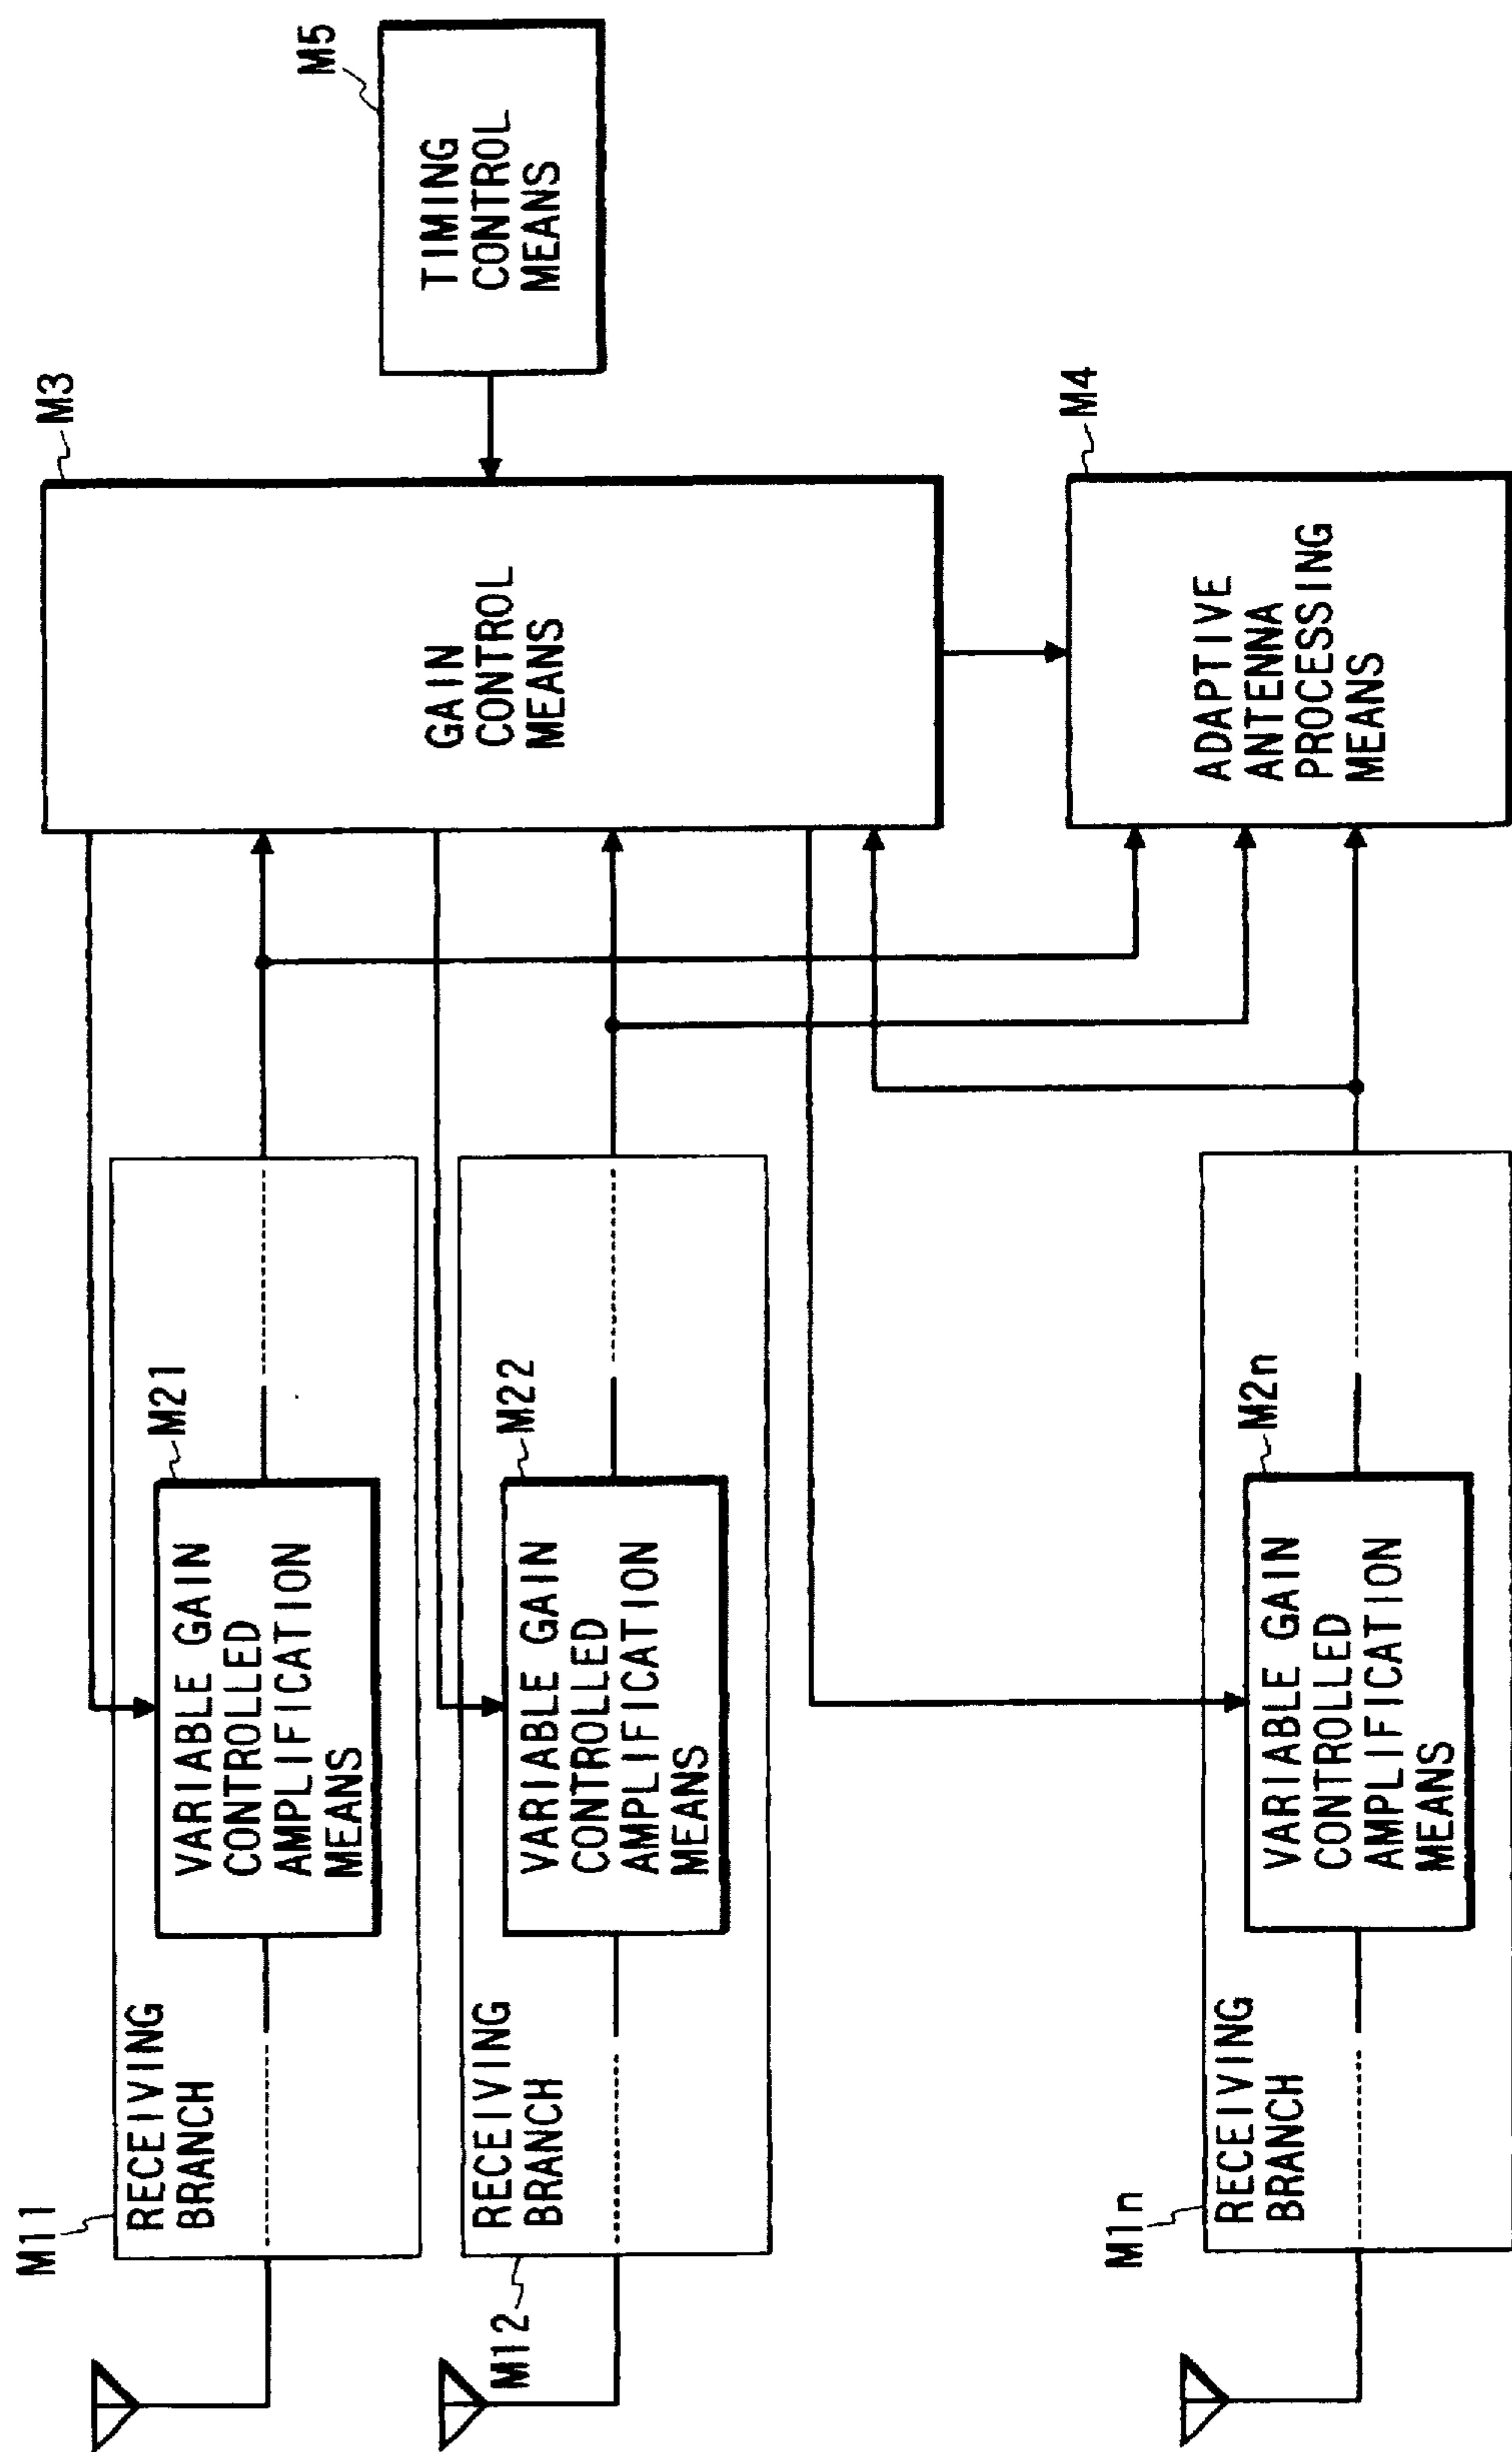 M11
RECEIVING
BRANCH
M21
VARIABLE GAIN
CONTROLLED
AMPLIFICATION
MEANS
M12
RECEIVING
BRANCH
M22
VARIABLE GAIN
CONTROLLED
AMPLIFICATION
MEANS
M1n
RECEIVING
BRANCH
M2n
VARIABLE GAIN
CONTROLLED
AMPLIFICATION
MEANS
M3
GAIN
CONTROL
MEANS
M5
TIMING
CONTROL
MEANS
M4
ADAPTIVE
ANTENNA
PROCESSING
MEANS